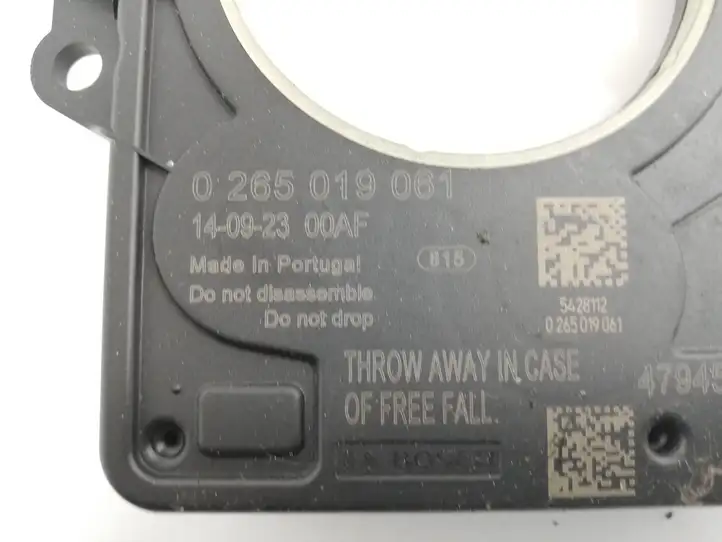 0 265 019 061
14-09-23 00AF
Made in Portugal
815
Do not disassemble
Do not drop
5428112
0 265 019 061
THROW AWAY IN CASE
OF FREE FALL.
47945
BOSCH